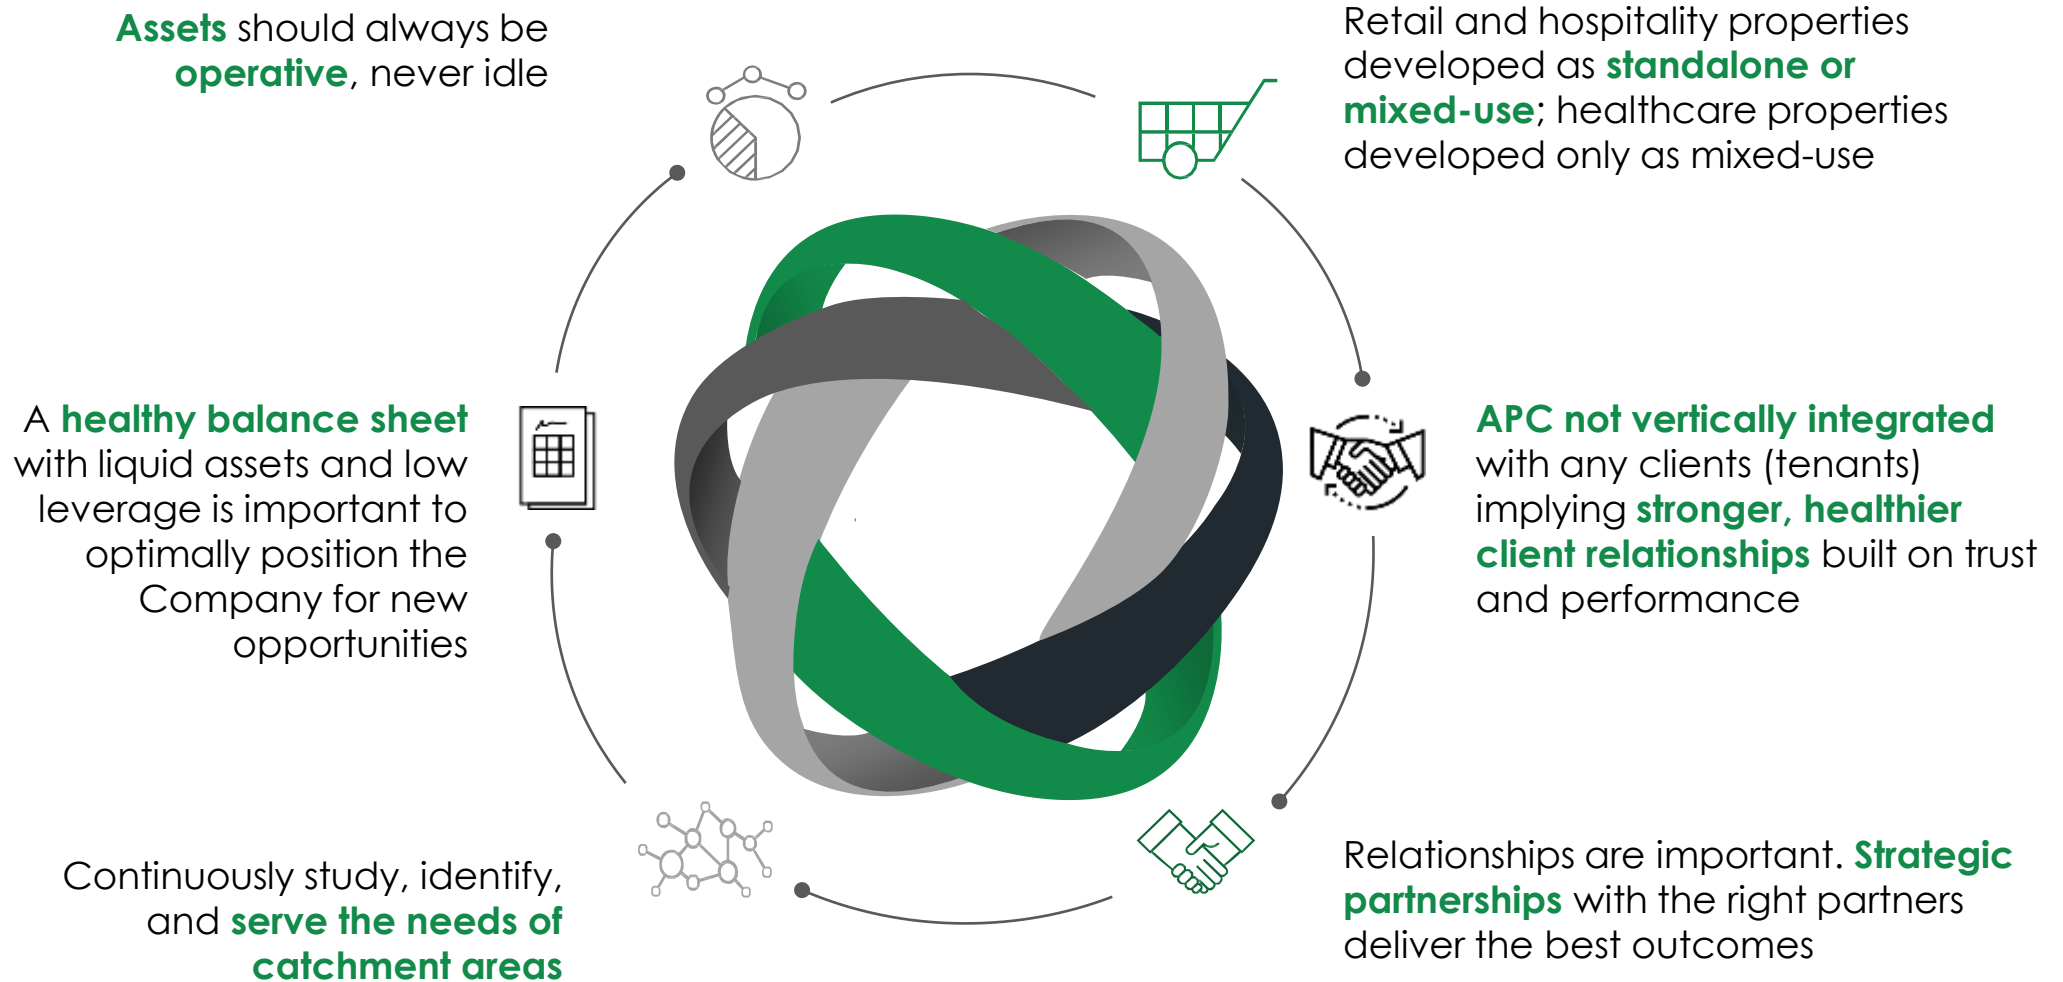 Assets should always be
operative, never idle
Retail and hospitality properties
developed as standalone or
mixed-use; healthcare properties
developed only as mixed-use
A healthy balance sheet
with liquid assets and low
leverage is important to
optimally position the
Company for new
opportunities
APC not vertically integrated
with any clients (tenants)
implying stronger, healthier
client relationships built on trust
and performance
Continuously study, identify,
and serve the needs of
catchment areas
Relationships are important. Strategic
partnerships with the right partners
deliver the best outcomes